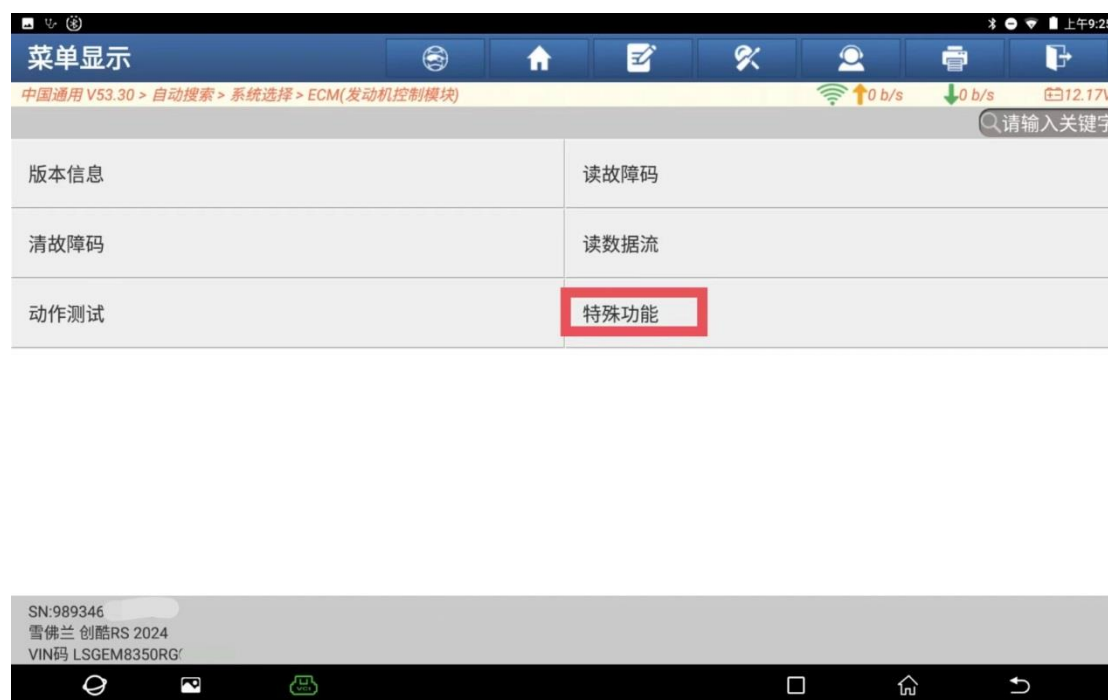 上午9:25
菜单显示
中国通用 V53.30 > 自动搜索 > 系统选择 > ECM(发动机控制模块)
0 b/s
0 b/s
12.17V
请输入关键字
版本信息
读故障码
清故障码
读数据流
动作测试
特殊功能
SN:989346
雪佛兰 创酷RS 2024
VIN码 LSGEM8350RG
VCI